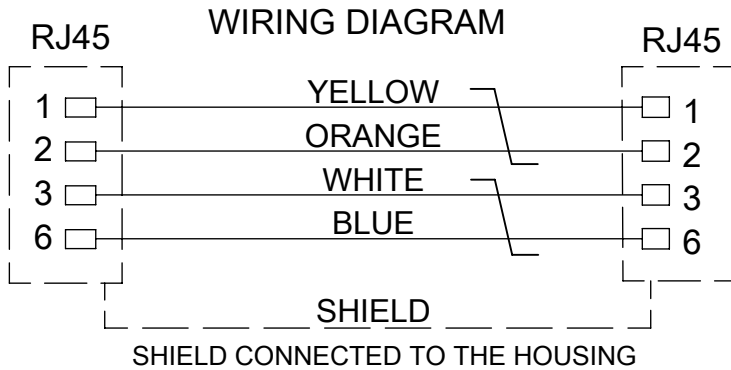 WIRING DIAGRAM
RJ45 RJ45
1 YELLOW 1
2 ORANGE 2
3 WHITE 3
6 BLUE 6
SHIELD
SHIELD CONNECTED TO THE HOUSING